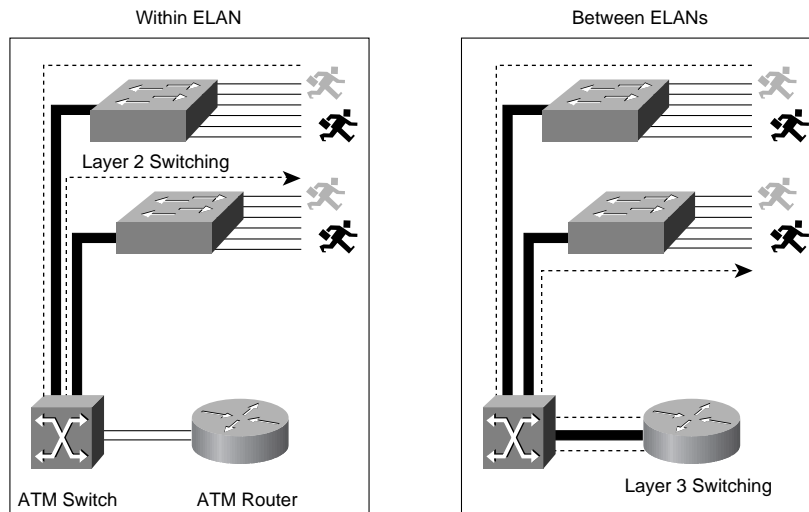 Within ELAN
Between ELANs
Layer 2 Switching
ATM Switch
ATM Router
Layer 3 Switching